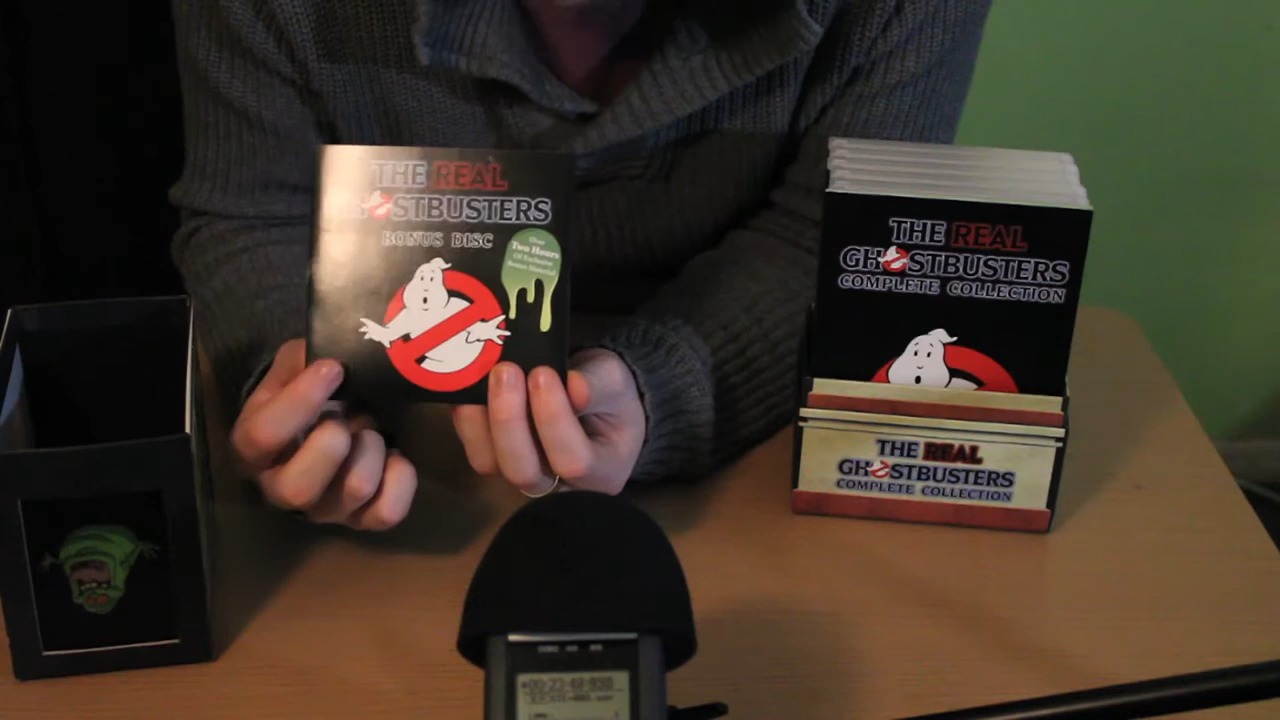 THE REAL
GHOSTBUSTERS
BONUS DISC
Over
Two Hours
Of Exclusive
Bonus Material
THE REAL
GHOSTBUSTERS
COMPLETE COLLECTION
THE REAL
GHOSTBUSTERS
COMPLETE COLLECTION